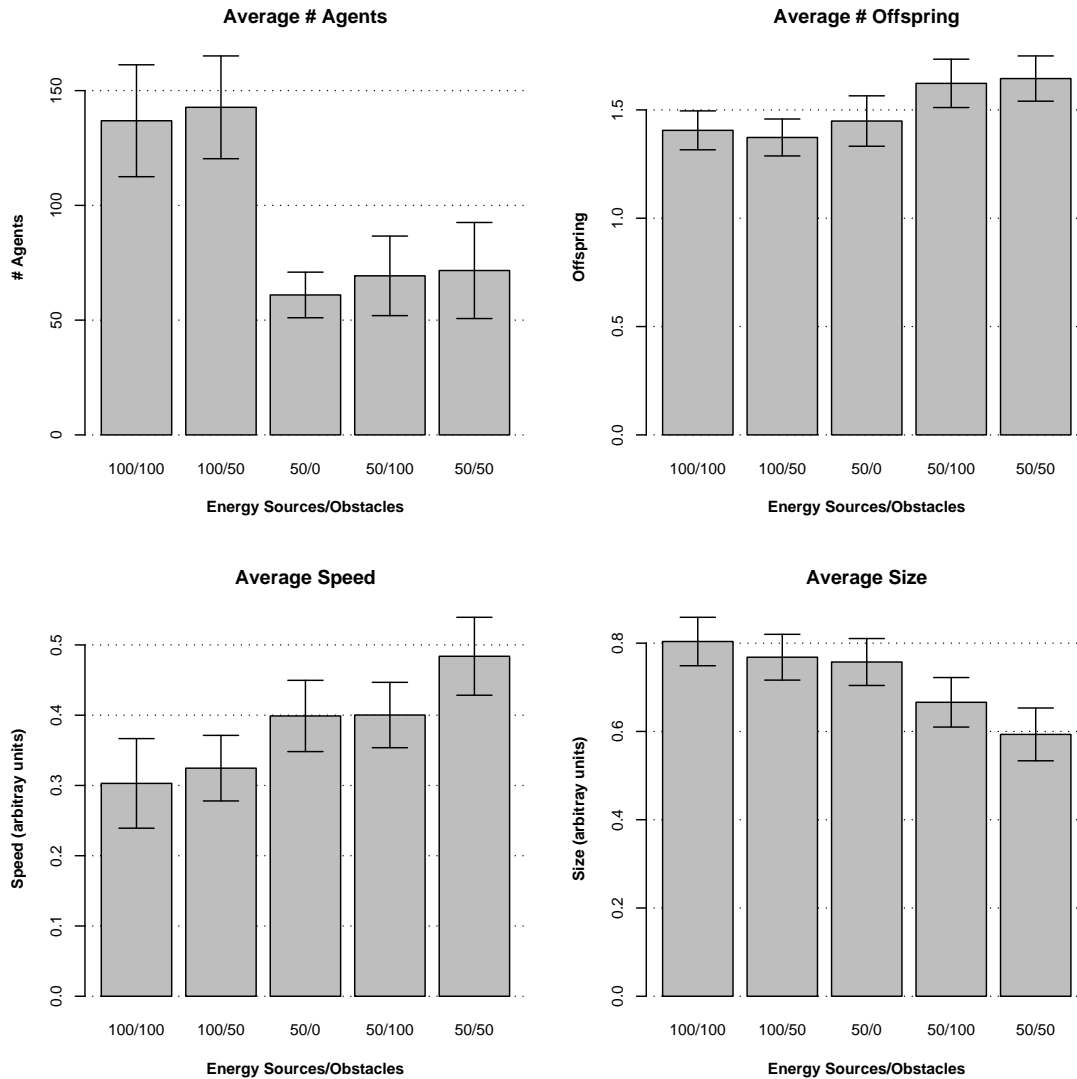 Average # Agents
# Agents
150
100
50
0
100/100 100/50 50/0 50/100 50/50
Energy Sources/Obstacles
Average # Offspring
Offspring
1.5
1.0
0.5
0.0
100/100 100/50 50/0 50/100 50/50
Energy Sources/Obstacles
Average Speed
Speed (arbitray units)
0.5
0.4
0.3
0.2
0.1
0.0
100/100 100/50 50/0 50/100 50/50
Energy Sources/Obstacles
Average Size
Size (arbitray units)
0.8
0.6
0.4
0.2
0.0
100/100 100/50 50/0 50/100 50/50
Energy Sources/Obstacles